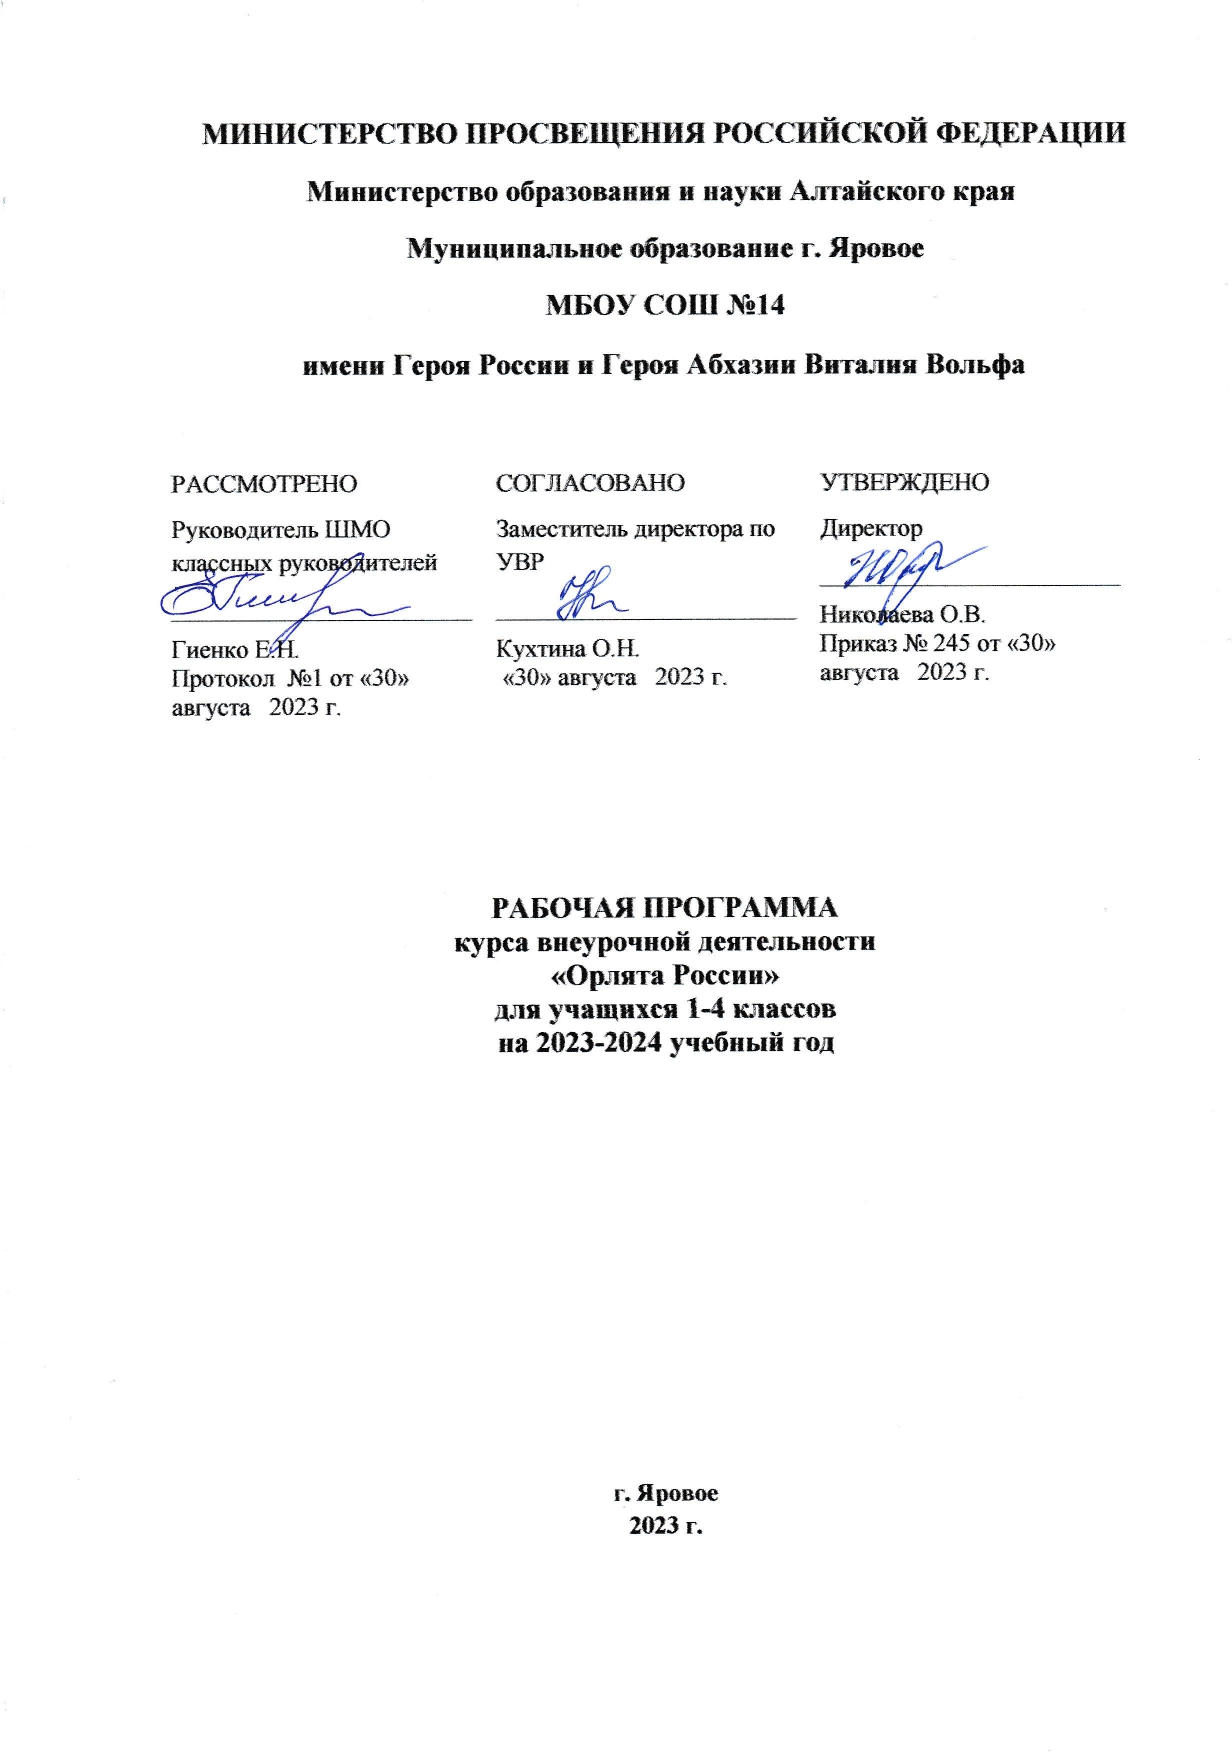 МИНИСТЕРСТВО ПРОСВЕЩЕНИЯ РОССИЙСКОЙ ФЕДЕРАЦИИ
Министерство образования и науки Алтайского края
Муниципальное образование г. Яровое
МБОУ СОШ №14
имени Героя России и Героя Абхазии Виталия Вольфа
РАССМОТРЕНО
Руководитель ШМО
классных руководителей
Гиенко Е.Н.
Протокол №1 от «30»
августа 2023 г.
СОГЛАСОВАНО
Заместитель директора по
УВР
Кухтина О.Н.
«30» августа 2023 г.
УТВЕРЖДЕНО
Директор
Николаева О.В.
Приказ № 245 от «30»
августа 2023 г.
РАБОЧАЯ ПРОГРАММА
курса внеурочной деятельности
«Орлята России»
для учащихся 1-4 классов
на 2023-2024 учебный год
г. Яровое
2023 г.